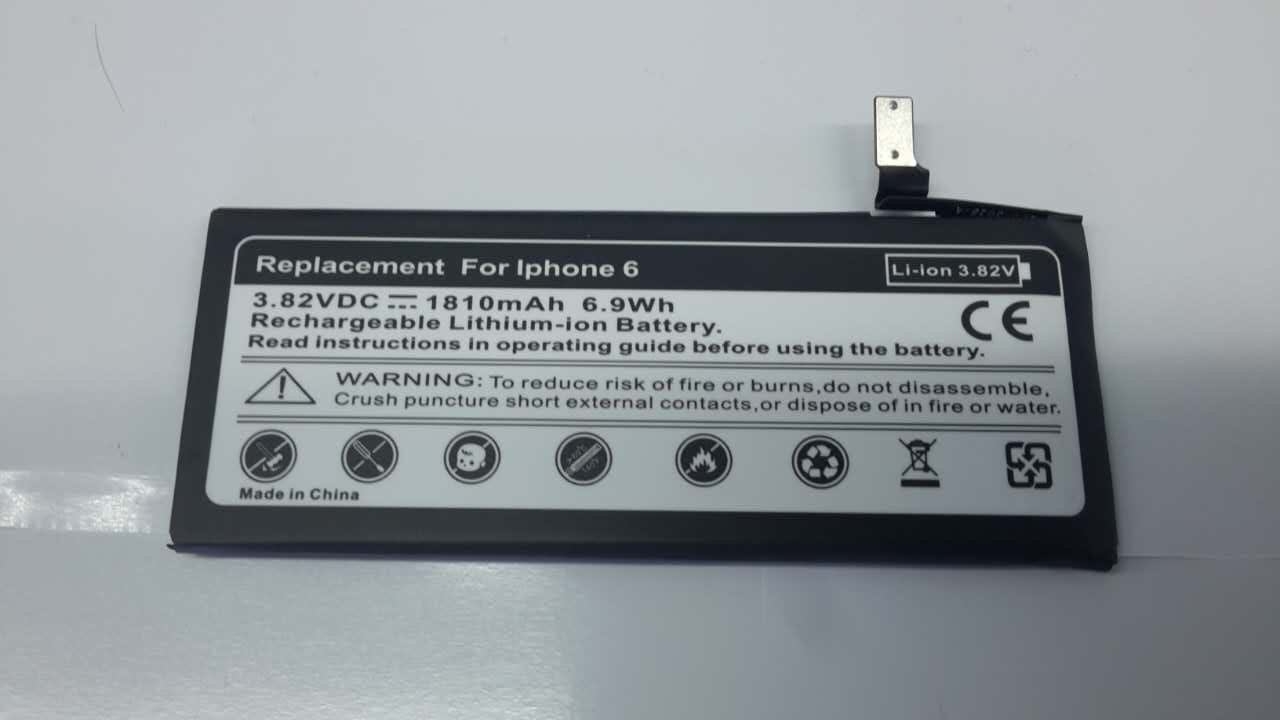 Replacement For Iphone 6
Li-ion 3.82V
3.82VDC ⎓ 1810mAh 6.9Wh
Rechargeable Lithium-ion Battery.
Read instructions in operating guide before using the battery.
CE
WARNING: To reduce risk of fire or burns,do not disassemble,
Crush puncture short external contacts,or dispose of in fire or water.
Made in China